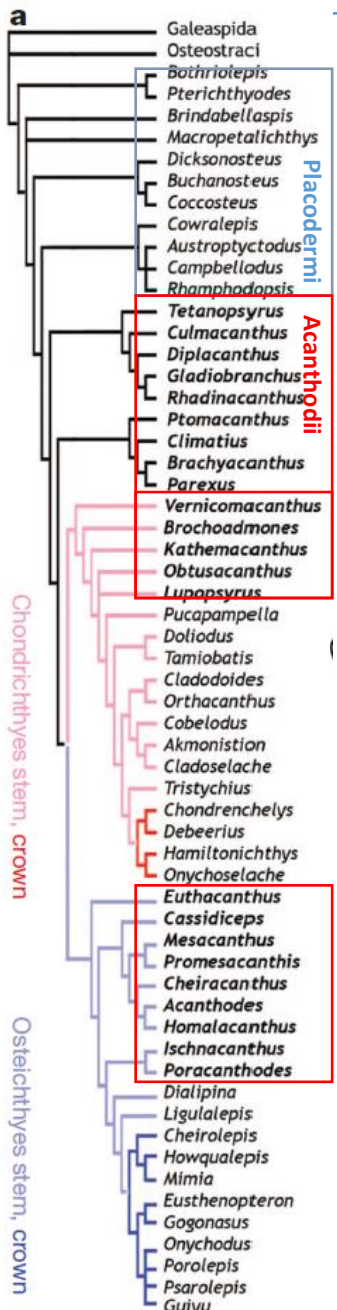 a
Galeaspida
Osteostraci
Bothriolepis
Pterichthyodes
Brindabellaspis
Macropetalichthys
Dicksonosteus
Buchanosteus
Coccosteus
Cowralepis
Austroptyctodus
Campbellodus
Rhamphodopsis
Placodermi
Tetanopsyrus
Culmacanthus
Diplacanthus
Gladiobranchus
Rhadinacanthus
Ptomacanthus
Climatius
Brachyacanthus
Parexus
Acanthodii
Vernicomacanthus
Brochoadmones
Kathemacanthus
Obtusacanthus
Lupopsyrus
Pucapampella
Doliodus
Tamiobatis
Cladodoides
Orthacanthus
Cobelodus
Akmonistion
Cladoselache
Tristychius
Chondrenchelys
Debeerius
Hamiltonichthys
Onychoselache
Chondrichthyes stem, crown
Euthacanthus
Cassidiceps
Mesacanthus
Promesacanthis
Cheiracanthus
Acanthodes
Homalacanthus
Ischnacanthus
Poracanthodes
Dialipina
Ligulalepis
Cheirolepis
Howqualepis
Mimia
Eusthenopteron
Gogonasus
Onychodus
Porolepis
Psarolepis
Guiyu
Osteichthyes stem, crown